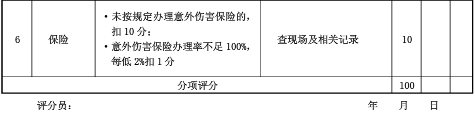 6 保险 • 未按规定办理意外伤害保险的，扣 10 分； 查现场及相关记录 10
• 意外伤害保险办理率不足 100%，每低 2%扣 1 分
分项评分 100
评分员： 年 月 日